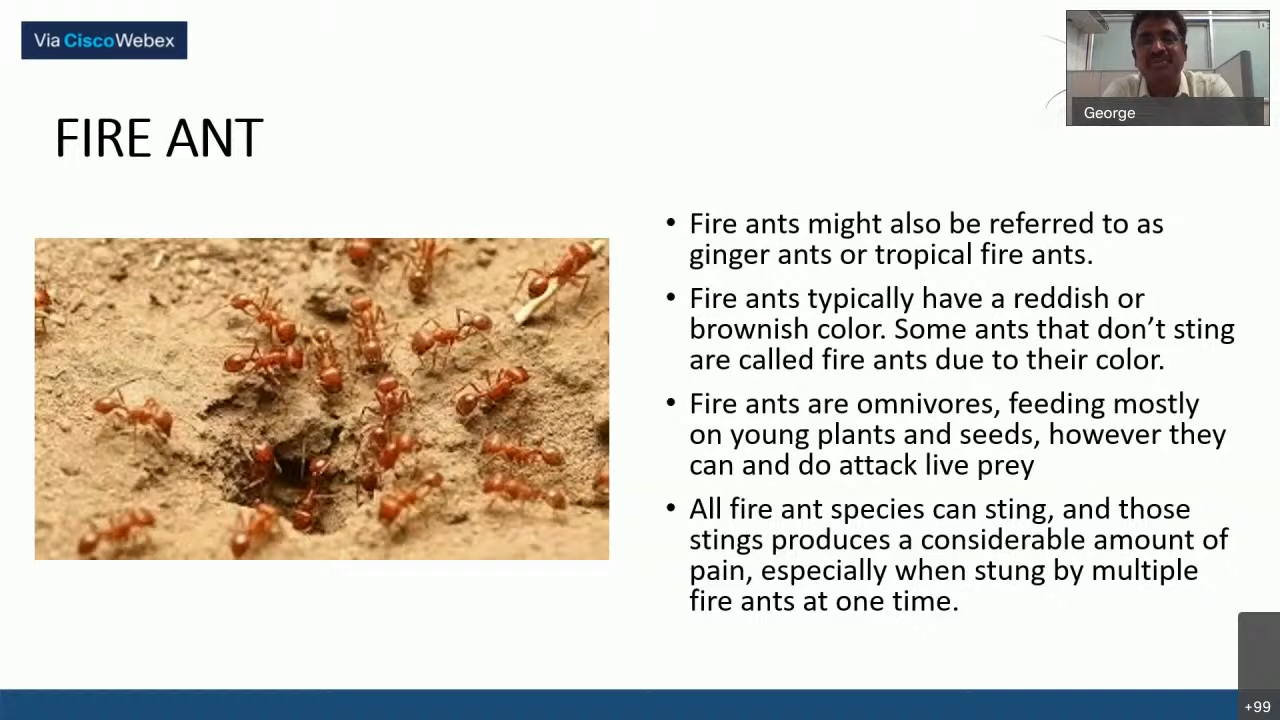 Via CiscoWebex
George
FIRE ANT
• Fire ants might also be referred to as
ginger ants or tropical fire ants.
• Fire ants typically have a reddish or
brownish color. Some ants that don’t sting
are called fire ants due to their color.
• Fire ants are omnivores, feeding mostly
on young plants and seeds, however they
can and do attack live prey
• All fire ant species can sting, and those
stings produces a considerable amount of
pain, especially when stung by multiple
fire ants at one time.
+99